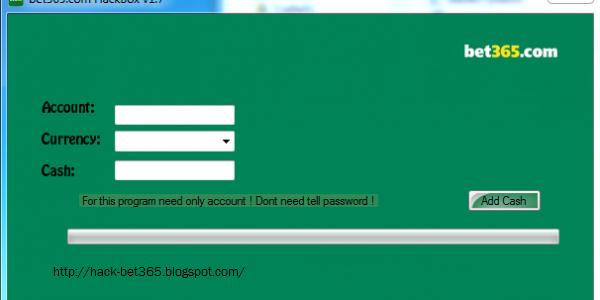 bet365.com HackBox v1.7
bet365.com
Account:
Currency:
Cash:
For this program need only account ! Dont need tell password !
Add Cash
http://hack-bet365.blogspot.com/